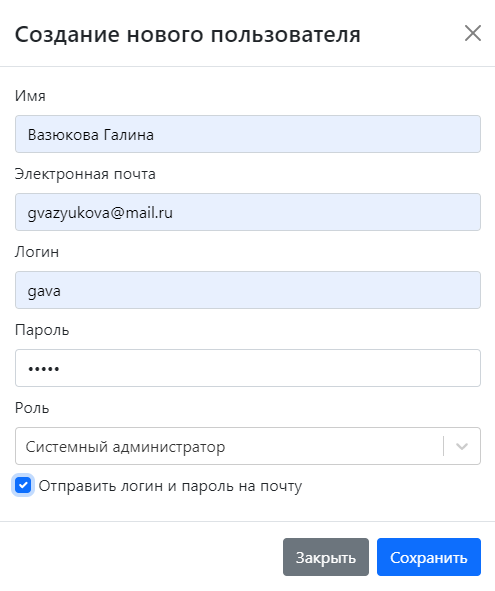 Создание нового пользователя
Имя
Вазюкова Галина
Электронная почта
gvazyukova@mail.ru
Логин
gava
Пароль
•••••
Роль
Системный администратор
Отправить логин и пароль на почту
Закрыть Сохранить